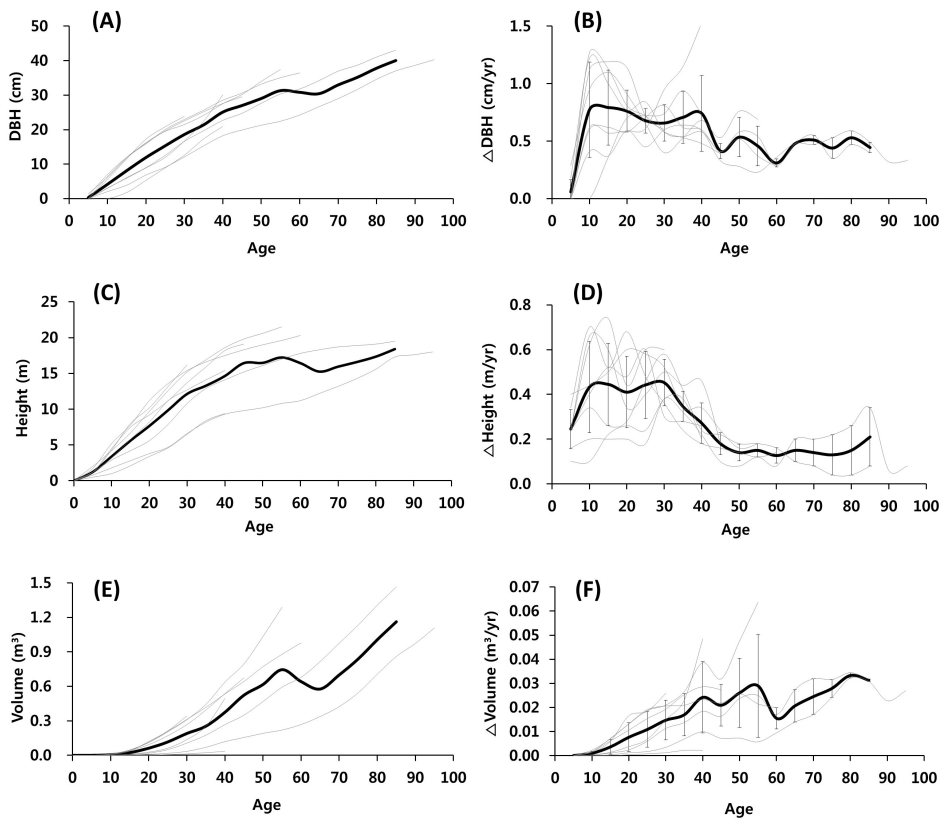 (A)
50
40
30
20
10
0
DBH (cm)
0 10 20 30 40 50 60 70 80 90 100
Age
(B)
1.5
1.0
0.5
0.0
△DBH (cm/yr)
0 10 20 30 40 50 60 70 80 90 100
Age
(C)
25
20
15
10
5
0
Height (m)
0 10 20 30 40 50 60 70 80 90 100
Age
(D)
0.8
0.6
0.4
0.2
0.0
△Height (m/yr)
0 10 20 30 40 50 60 70 80 90 100
Age
(E)
1.5
1.2
0.9
0.6
0.3
0.0
Volume (m³)
0 10 20 30 40 50 60 70 80 90 100
Age
(F)
0.07
0.06
0.05
0.04
0.03
0.02
0.01
0.00
△Volume (m³/yr)
0 10 20 30 40 50 60 70 80 90 100
Age